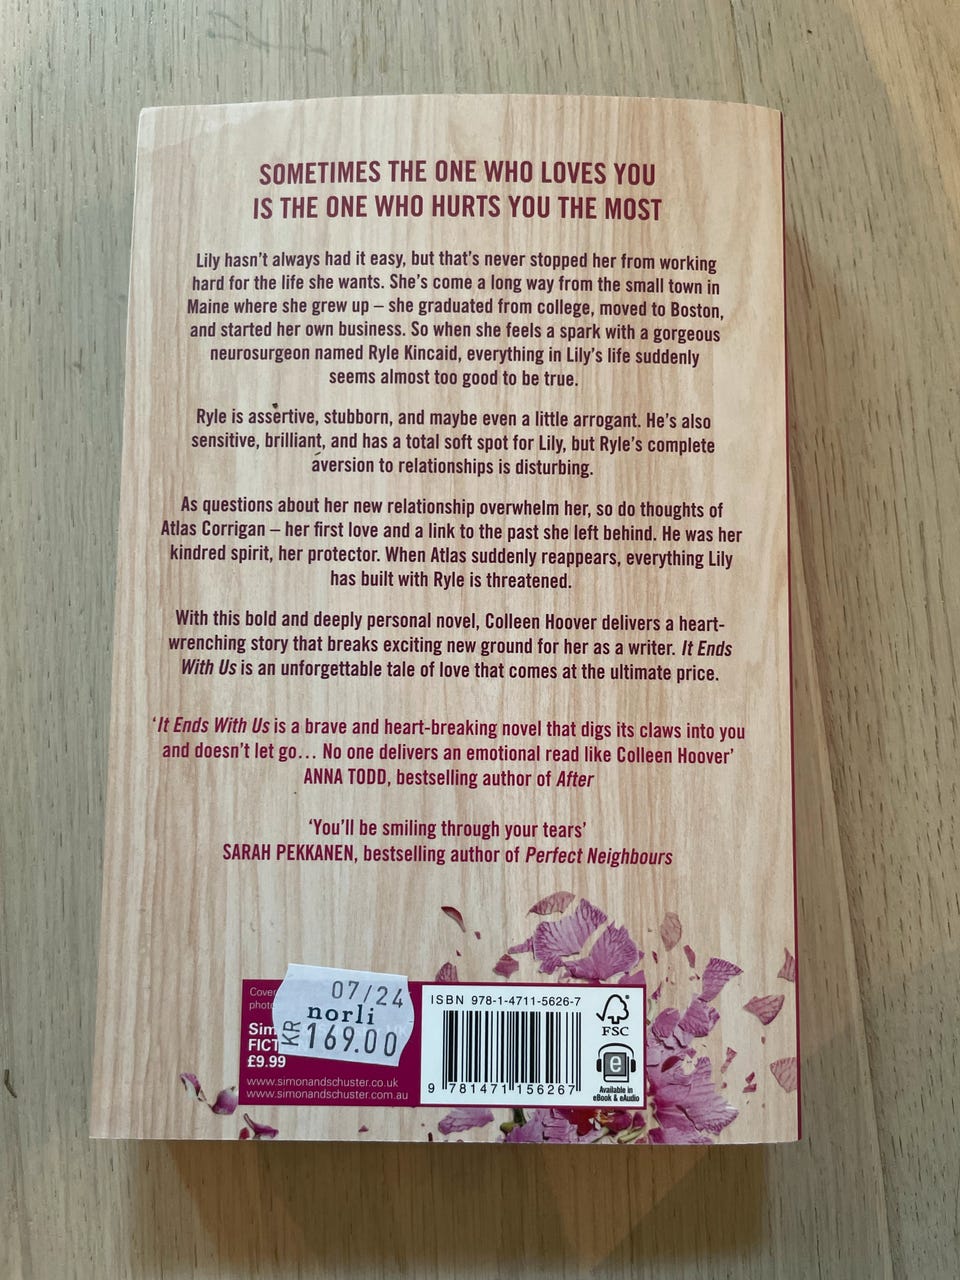 SOMETIMES THE ONE WHO LOVES YOU
IS THE ONE WHO HURTS YOU THE MOST
Lily hasn't always had it easy, but that's never stopped her from working
hard for the life she wants. She's come a long way from the small town in
Maine where she grew up – she graduated from college, moved to Boston,
and started her own business. So when she feels a spark with a gorgeous
neurosurgeon named Ryle Kincaid, everything in Lily's life suddenly
seems almost too good to be true.
Ryle is assertive, stubborn, and maybe even a little arrogant. He's also
sensitive, brilliant, and has a total soft spot for Lily, but Ryle's complete
aversion to relationships is disturbing.
As questions about her new relationship overwhelm her, so do thoughts of
Atlas Corrigan – her first love and a link to the past she left behind. He was her
kindred spirit, her protector. When Atlas suddenly reappears, everything Lily
has built with Ryle is threatened.
With this bold and deeply personal novel, Colleen Hoover delivers a heart-
wrenching story that breaks exciting new ground for her as a writer. It Ends
With Us is an unforgettable tale of love that comes at the ultimate price.
'It Ends With Us is a brave and heart-breaking novel that digs its claws into you
and doesn't let go… No one delivers an emotional read like Colleen Hoover'
ANNA TODD, bestselling author of After
'You'll be smiling through your tears'
SARAH PEKKANEN, bestselling author of Perfect Neighbours
Cover
07/24
norli
KR 169.00
£9.99
www.simonandschuster.co.uk
www.simonandschuster.com.au
ISBN 978-1-4711-5626-7
9 781471 156267
FSC
e
Available in
eBook & eAudio